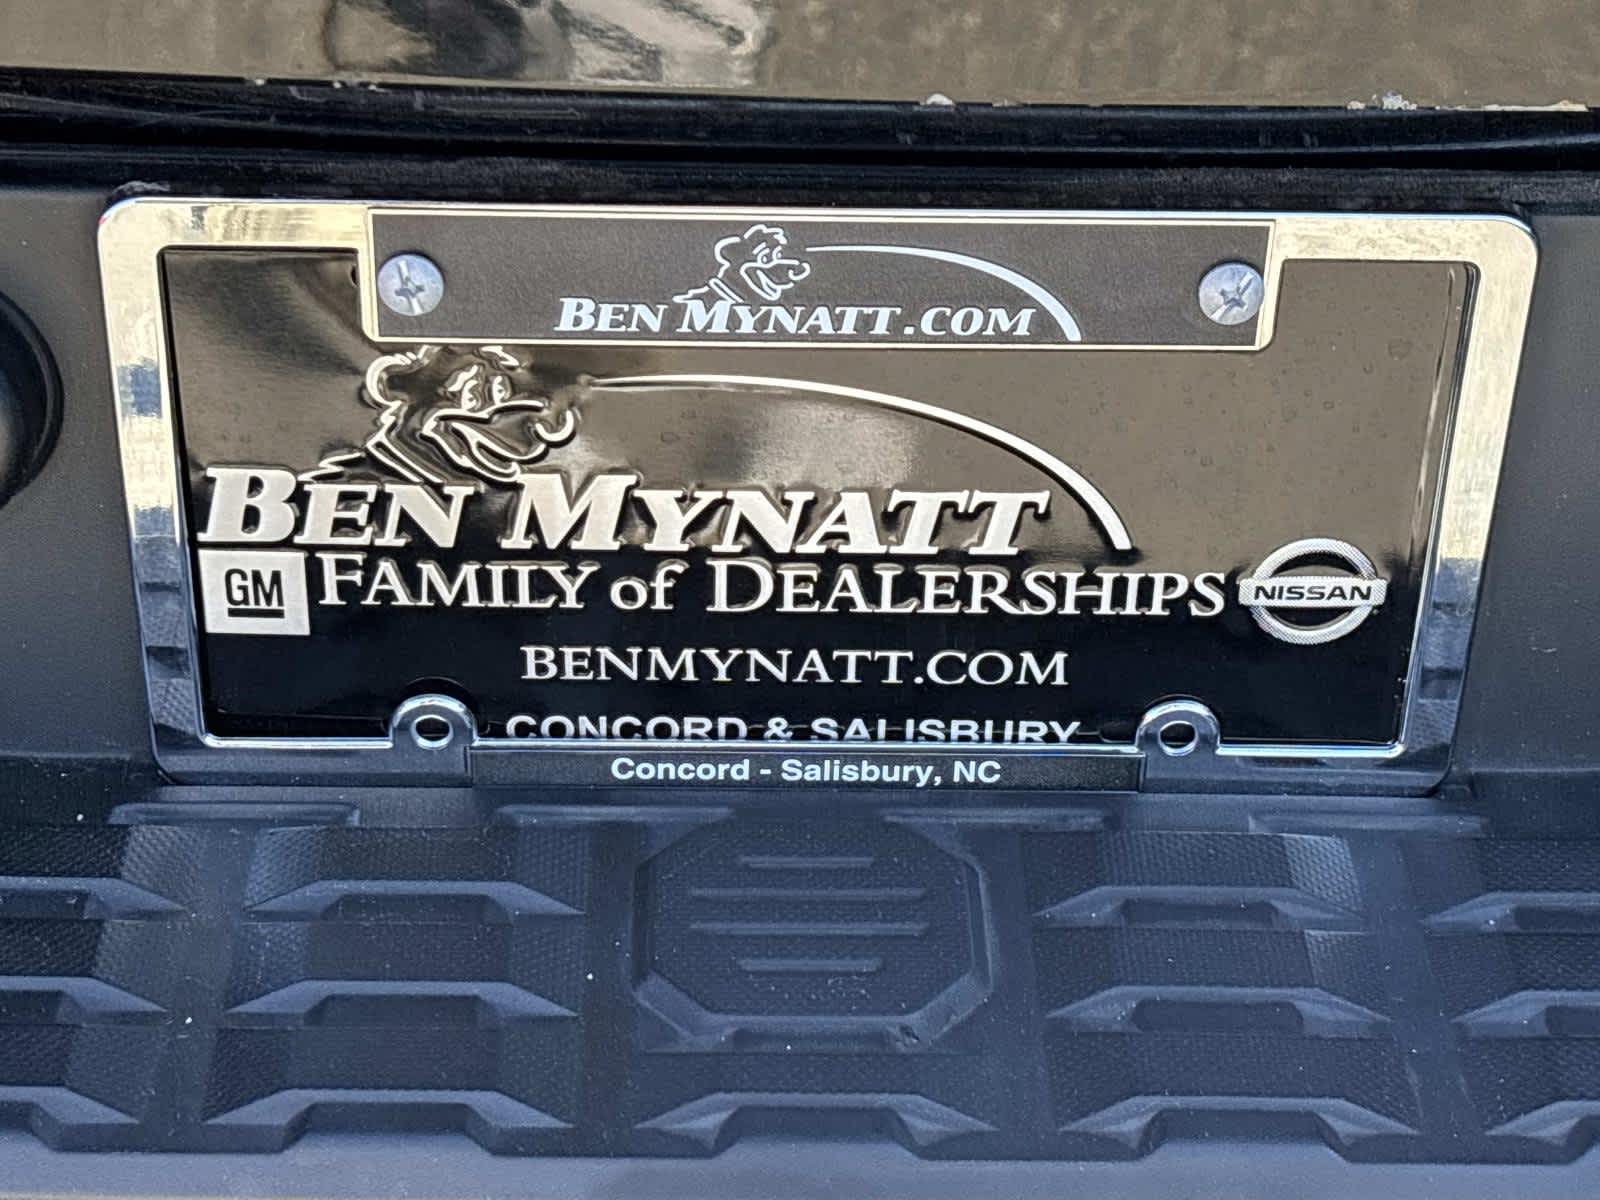 BEN MYNATT.COM
BEN MYNATT
GM FAMILY of DEALERSHIPS NISSAN
BENMYNATT.COM
CONCORD & SALISBURY
Concord - Salisbury, NC